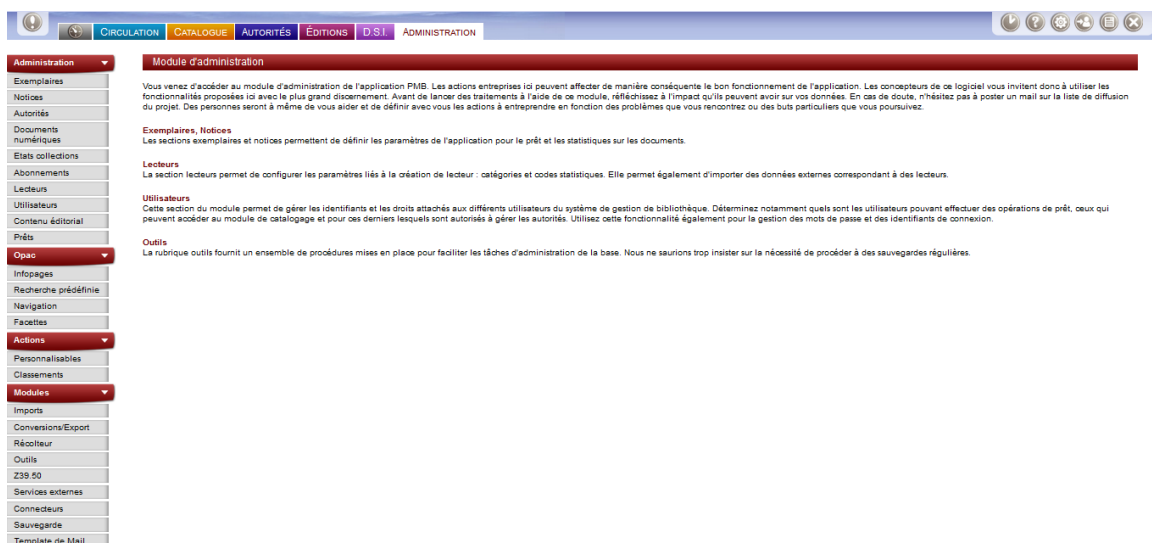 CIRCULATION CATALOGUE AUTORITÉS ÉDITIONS D.S.I. ADMINISTRATION
Administration
Exemplaires
Notices
Autorités
Documents
numériques
Etats collections
Abonnements
Lecteurs
Utilisateurs
Contenu éditorial
Prêts
Opac
Infopages
Recherche prédéfinie
Navigation
Facettes
Actions
Personnalisables
Classements
Modules
Imports
Conversions/Export
Récolteur
Outils
Z39.50
Services externes
Connecteurs
Sauvegarde
Template de Mail
Module d'administration
Vous venez d'accéder au module d'administration de l'application PMB. Les actions entreprises ici peuvent affecter de manière conséquente le bon fonctionnement de l'application. Les concepteurs de ce logiciel vous invitent donc à utiliser les
fonctionnalités proposées ici avec le plus grand discernement. Avant de lancer des traitements à l'aide de ce module, réfléchissez à l'impact qu'ils peuvent avoir sur vos données. En cas de doute, n'hésitez pas à poster un mail sur la liste de diffusion
du projet. Des personnes seront à même de vous aider et de définir avec vous les actions à entreprendre en fonction des problèmes que vous rencontrez ou des buts particuliers que vous poursuivez.
Exemplaires, Notices
Les sections exemplaires et notices permettent de définir les paramètres de l'application pour le prêt et les statistiques sur les documents.
Lecteurs
La section lecteurs permet de configurer les paramètres liés à la création de lecteur : catégories et codes statistiques. Elle permet également d'importer des données externes correspondant à des lecteurs.
Utilisateurs
Cette section du module permet de gérer les identifiants et les droits attachés aux différents utilisateurs du système de gestion de bibliothèque. Déterminez notamment quels sont les utilisateurs pouvant effectuer des opérations de prêt, ceux qui
peuvent accéder au module de catalogage et pour ces derniers lesquels sont autorisés à gérer les autorités. Utilisez cette fonctionnalité également pour la gestion des mots de passe et des identifiants de connexion.
Outils
La rubrique outils fournit un ensemble de procédures mises en place pour faciliter les tâches d'administration de la base. Nous ne saurions trop insister sur la nécessité de procéder à des sauvegardes régulières.